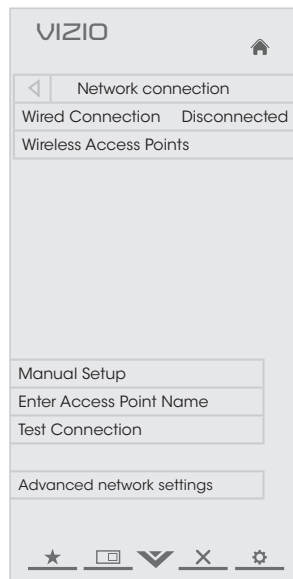 VIZIO
Network connection
Wired Connection Disconnected
Wireless Access Points
Manual Setup
Enter Access Point Name
Test Connection
Advanced network settings